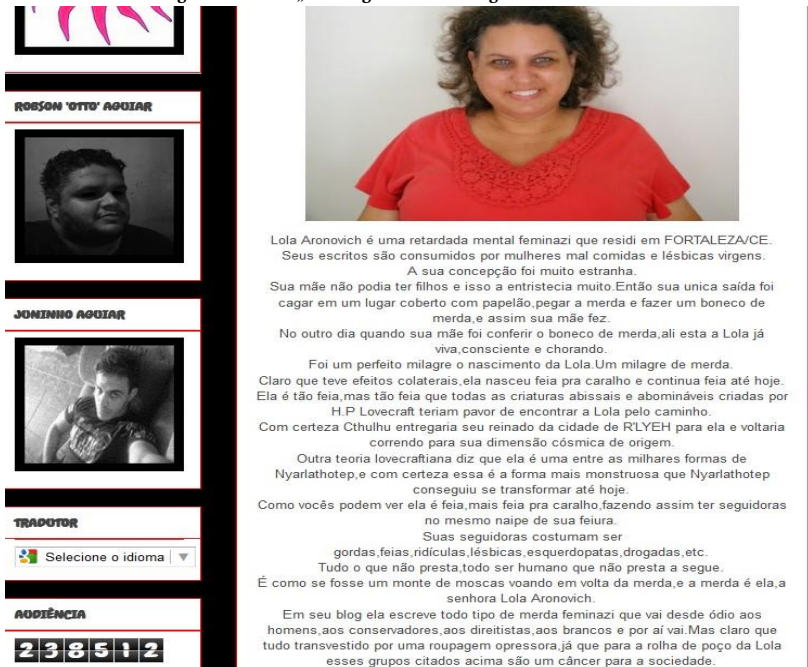 ROBSON 'OTTO' AGUIAR
JUNINHO AGUIAR
TRADUTOR
Selecione o idioma
AUDIÊNCIA
238512
Lola Aronovich é uma retardada mental feminazi que residi em FORTALEZA/CE.
Seus escritos são consumidos por mulheres mal comidas e lésbicas virgens.
A sua concepção foi muito estranha.
Sua mãe não podia ter filhos e isso a entristecia muito.Então sua unica saída foi
cagar em um lugar coberto com papelão,pegar a merda e fazer um boneco de
merda,e assim sua mãe fez.
No outro dia quando sua mãe foi conferir o boneco de merda,ali esta a Lola já
viva,consciente e chorando.
Foi um perfeito milagre o nascimento da Lola.Um milagre de merda.
Claro que teve efeitos colaterais,ela nasceu feia pra caralho e continua feia até hoje.
Ela é tão feia,mas tão feia que todas as criaturas abissais e abomináveis criadas por
H.P Lovecraft teriam pavor de encontrar a Lola pelo caminho.
Com certeza Cthulhu entregaria seu reinado da cidade de R'LYEH para ela e voltaria
correndo para sua dimensão cósmica de origem.
Outra teoria lovecraftiana diz que ela é uma entre as milhares formas de
Nyarlathotep,e com certeza essa é a forma mais monstruosa que Nyarlathotep
conseguiu se transformar até hoje.
Como vocês podem ver ela é feia,mais feia pra caralho,fazendo assim ter seguidoras
no mesmo naipe de sua feiura.
Suas seguidoras costumam ser
gordas,feias,ridículas,lésbicas,esquerdopatas,drogadas,etc.
Tudo o que não presta,todo ser humano que não presta a segue.
É como se fosse um monte de moscas voando em volta da merda,e a merda é ela,a
senhora Lola Aronovich.
Em seu blog ela escreve todo tipo de merda feminazi que vai desde ódio aos
homens,aos conservadores,aos direitistas,aos brancos e por aí vai.Mas claro que
tudo transvestido por uma roupagem opressora,já que para a rolha de poço da Lola
esses grupos citados acima são um câncer para a sociedade.